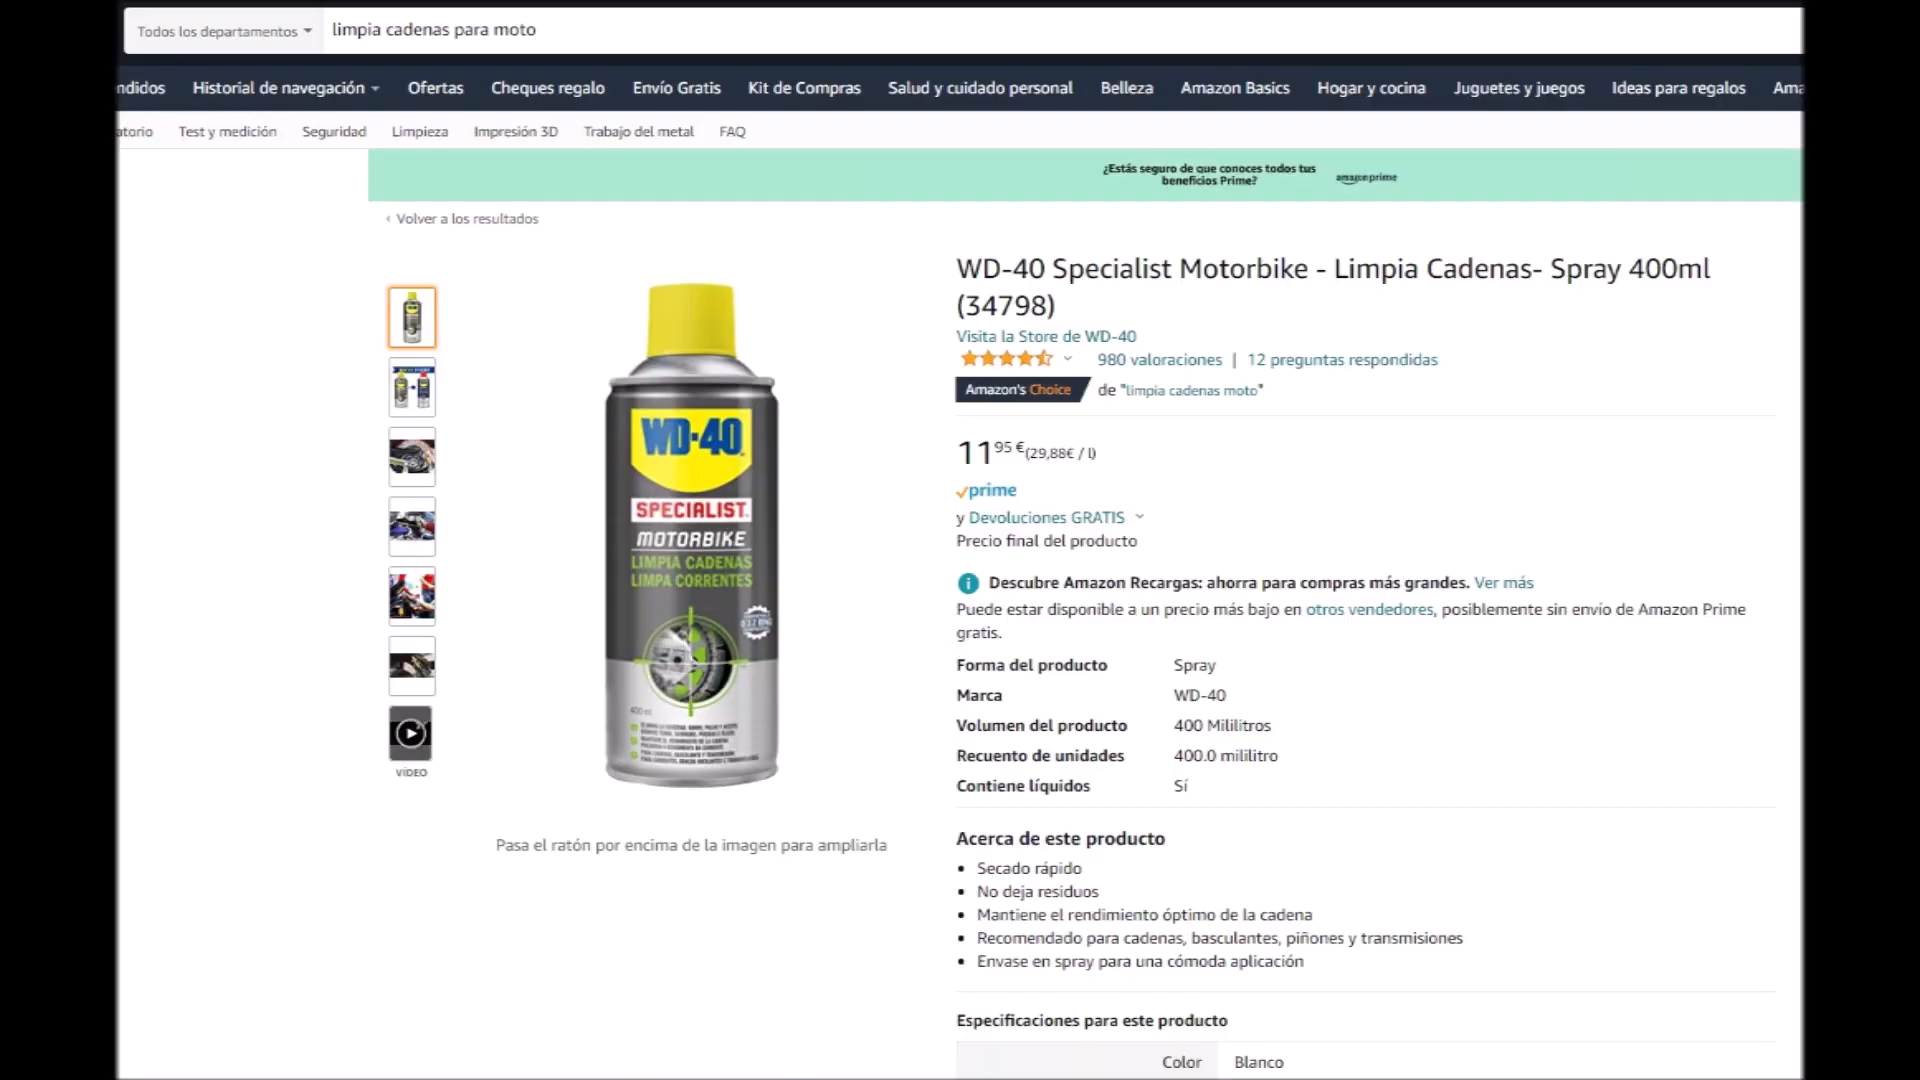 Todos los departamentos
limpia cadenas para moto
ndidos Historial de navegación Ofertas Cheques regalo Envío Gratis Kit de Compras Salud y cuidado personal Belleza Amazon Basics Hogar y cocina Juguetes y juegos Ideas para regalos Ama
atorio Test y medición Seguridad Limpieza Impresión 3D Trabajo del metal FAQ
¿Estás seguro de que conoces todos tus
beneficios Prime?
amazon prime
‹ Volver a los resultados
WD-40 Specialist Motorbike - Limpia Cadenas- Spray 400ml
(34798)
Visita la Store de WD-40
980 valoraciones | 12 preguntas respondidas
Amazon's Choice de "limpia cadenas moto"
11 95 € (29,88€ / l)
prime
y Devoluciones GRATIS
Precio final del producto
Descubre Amazon Recargas: ahorra para compras más grandes. Ver más
Puede estar disponible a un precio más bajo en otros vendedores, posiblemente sin envío de Amazon Prime
gratis.
Forma del producto Spray
Marca WD-40
Volumen del producto 400 Mililitros
Recuento de unidades 400.0 mililitro
Contiene líquidos Sí
Acerca de este producto
• Secado rápido
• No deja residuos
• Mantiene el rendimiento óptimo de la cadena
• Recomendado para cadenas, basculantes, piñones y transmisiones
• Envase en spray para una cómoda aplicación
Especificaciones para este producto
Color Blanco
WD-40
SPECIALIST
MOTORBIKE
LIMPIA CADENAS
LIMPA CORRENTES
400 ml
VÍDEO
Pasa el ratón por encima de la imagen para ampliarla